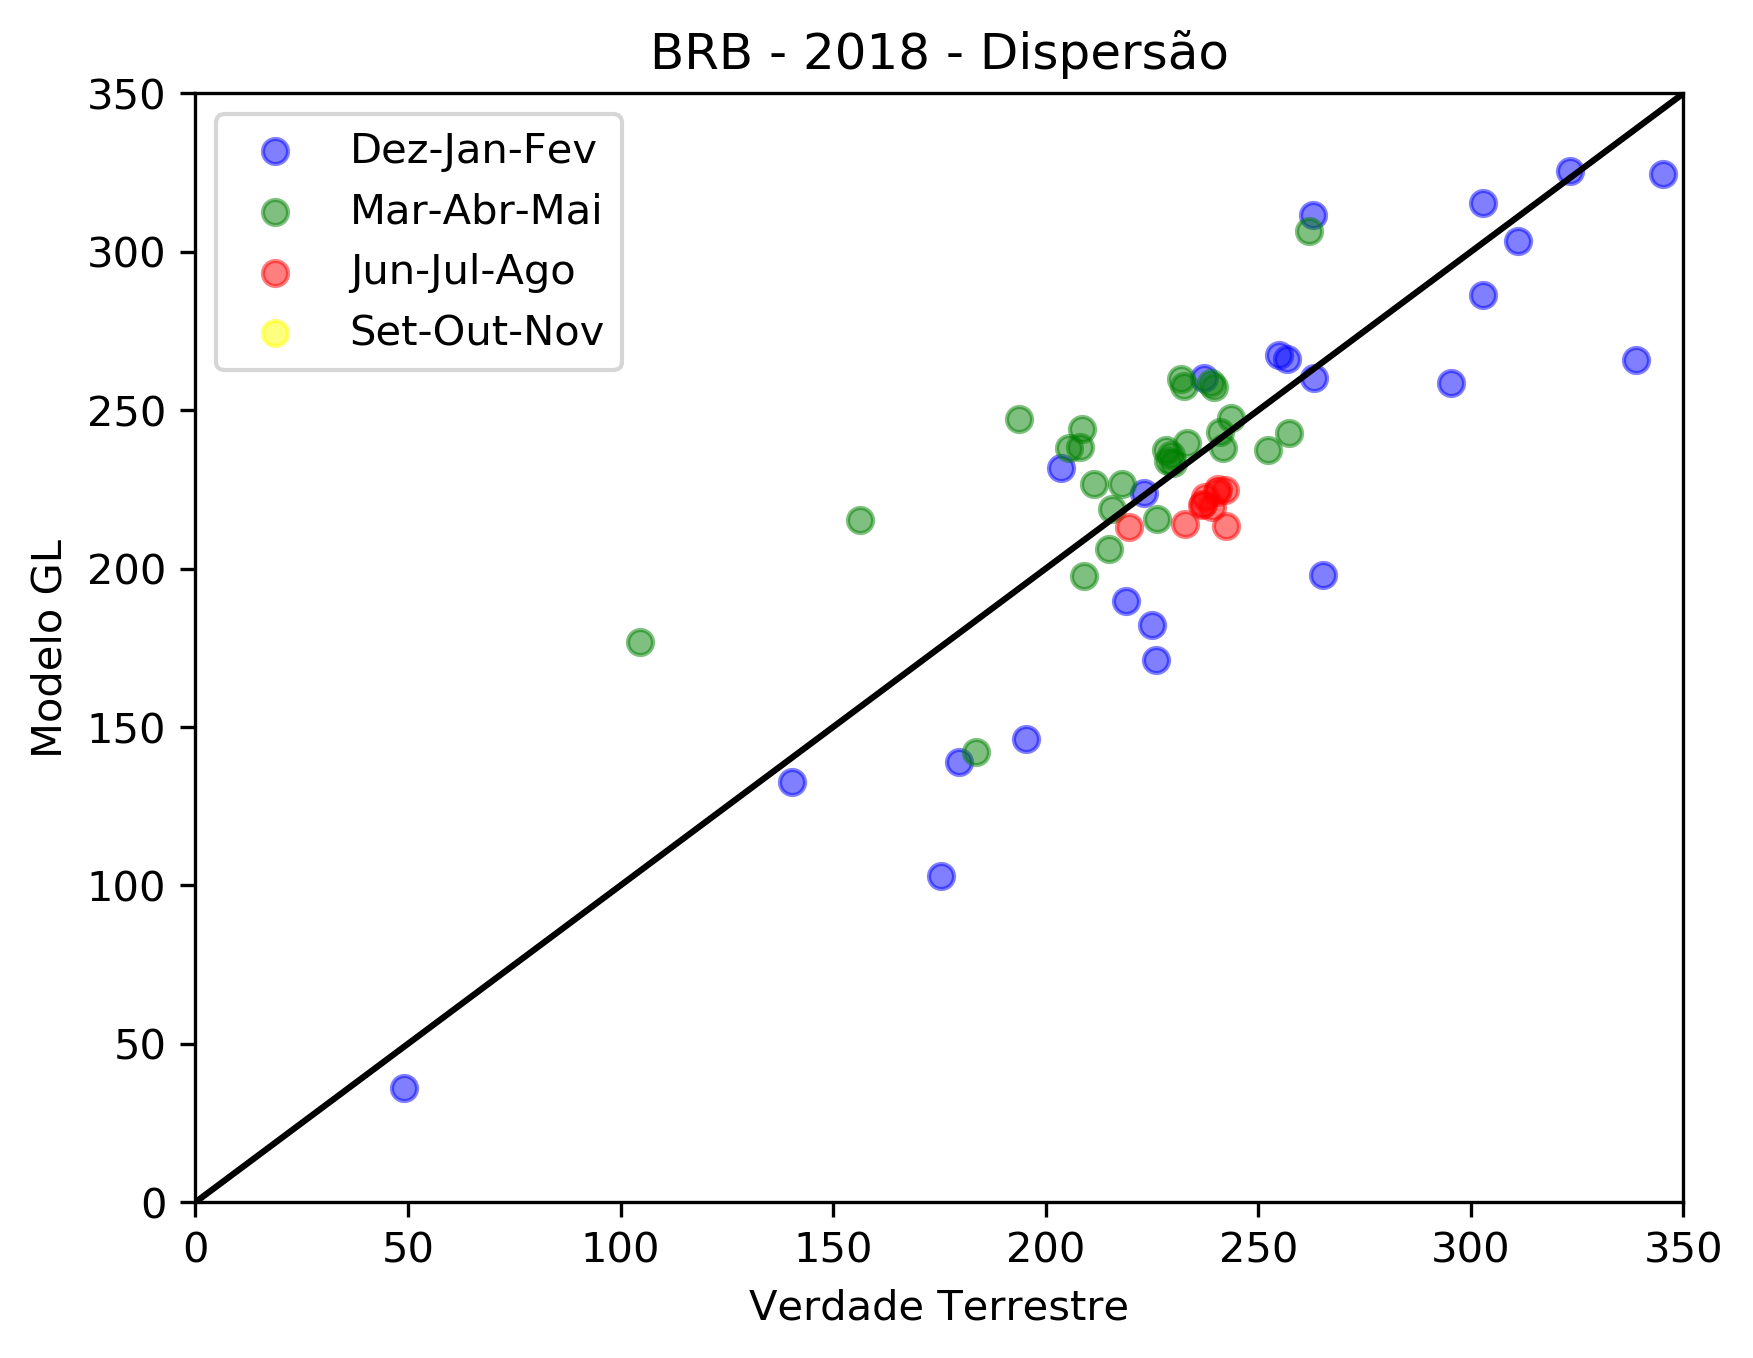 BRB - 2018 - Dispersão
Dez-Jan-Fev
Mar-Abr-Mai
Jun-Jul-Ago
Set-Out-Nov
Modelo GL
350
300
250
200
150
100
50
0
0 50 100 150 200 250 300 350
Verdade Terrestre